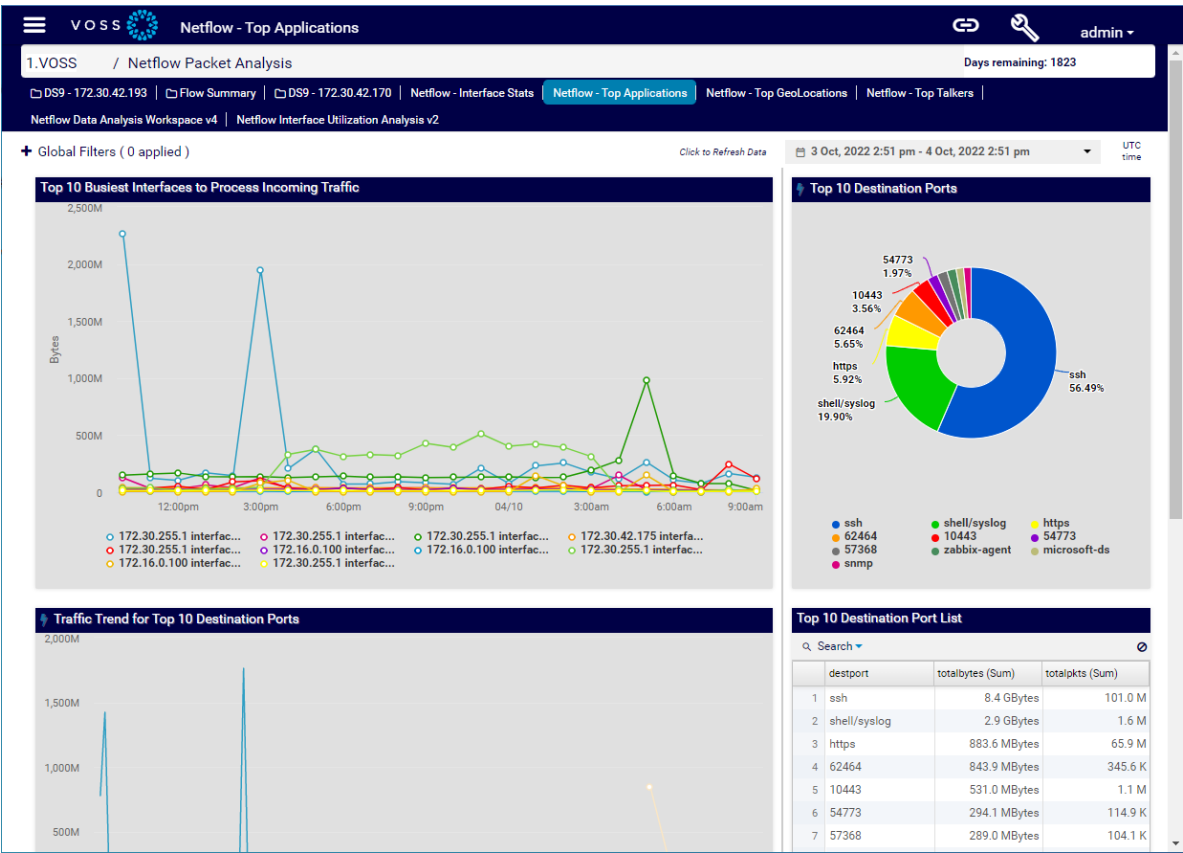 VOSS Netflow - Top Applications admin
1.VOSS / Netflow Packet Analysis Days remaining: 1823
DS9 - 172.30.42.193 | Flow Summary | DS9 - 172.30.42.170 | Netflow - Interface Stats | Netflow - Top Applications | Netflow - Top GeoLocations | Netflow - Top Talkers |
Netflow Data Analysis Workspace v4 | Netflow Interface Utilization Analysis v2
+ Global Filters ( 0 applied ) Click to Refresh Data 3 Oct, 2022 2:51 pm - 4 Oct, 2022 2:51 pm UTC time
Top 10 Busiest Interfaces to Process Incoming Traffic
2,500M
2,000M
1,500M
1,000M
500M
0
Bytes
12:00pm 3:00pm 6:00pm 9:00pm 04/10 3:00am 6:00am 9:00am
172.30.255.1 interfac... 172.30.255.1 interfac... 172.30.255.1 interfac... 172.30.42.175 interfa...
172.30.255.1 interfac... 172.16.0.100 interfac... 172.16.0.100 interfac... 172.30.255.1 interfac...
172.16.0.100 interfac... 172.30.255.1 interfac...
Top 10 Destination Ports
54773
1.97%
10443
3.56%
62464
5.65%
https
5.92%
shell/syslog
19.90%
ssh
56.49%
ssh shell/syslog https
62464 10443 54773
57368 zabbix-agent microsoft-ds
snmp
Traffic Trend for Top 10 Destination Ports
2,000M
1,500M
1,000M
500M
Top 10 Destination Port List
Search
destport totalbytes (Sum) totalpkts (Sum)
1 ssh 8.4 GBytes 101.0 M
2 shell/syslog 2.9 GBytes 1.6 M
3 https 883.6 MBytes 65.9 M
4 62464 843.9 MBytes 345.6 K
5 10443 531.0 MBytes 1.1 M
6 54773 294.1 MBytes 114.9 K
7 57368 289.0 MBytes 104.1 K